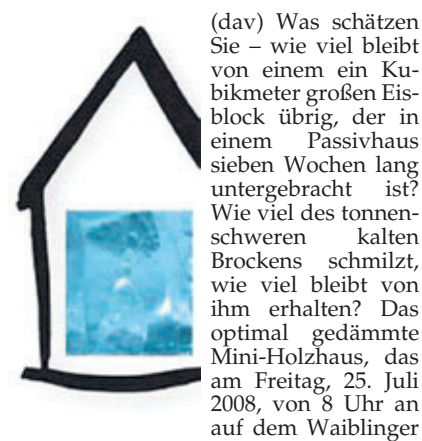 (dav) Was schätzen
Sie – wie viel bleibt
von einem ein Ku-
bikmeter großen Eis-
block übrig, der in
einem Passivhaus
sieben Wochen lang
untergebracht ist?
Wie viel des tonnen-
schweren kalten
Brockens schmilzt,
wie viel bleibt von
ihm erhalten? Das
optimal gedämmte
Mini-Holzhaus, das
am Freitag, 25. Juli
2008, von 8 Uhr an
auf dem Waiblinger